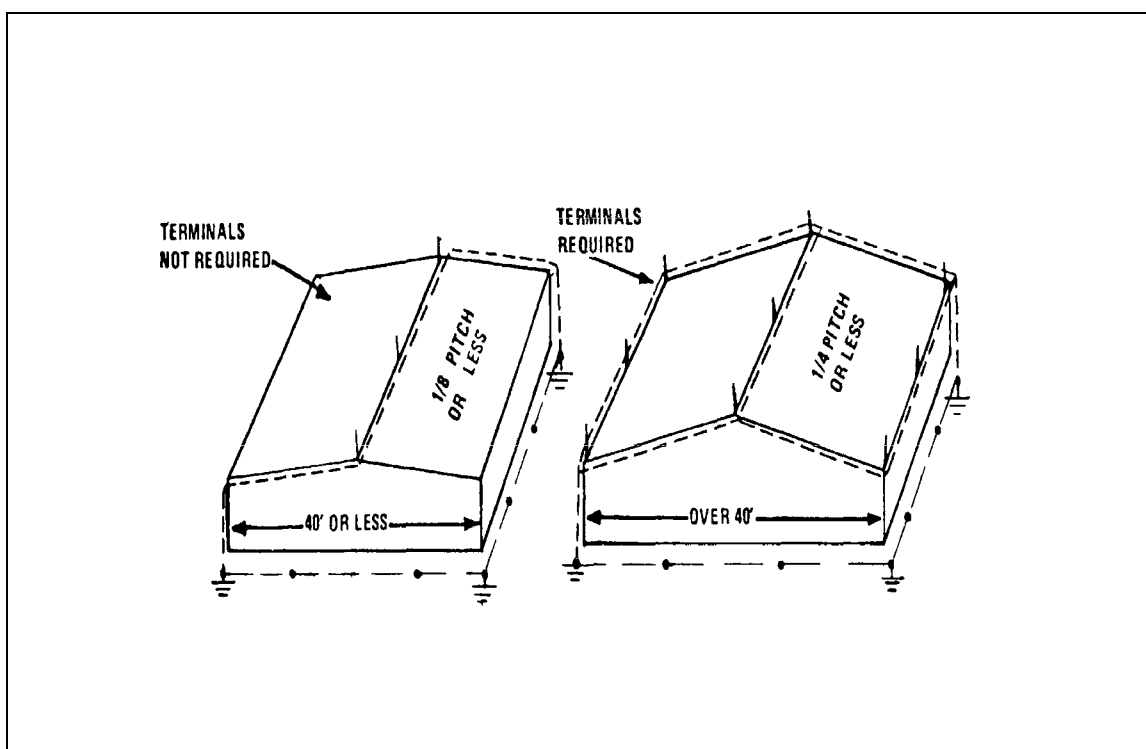 TERMINALS
NOT REQUIRED
1/8 PITCH
OR LESS
40' OR LESS
TERMINALS
REQUIRED
1/4 PITCH
OR LESS
OVER 40'